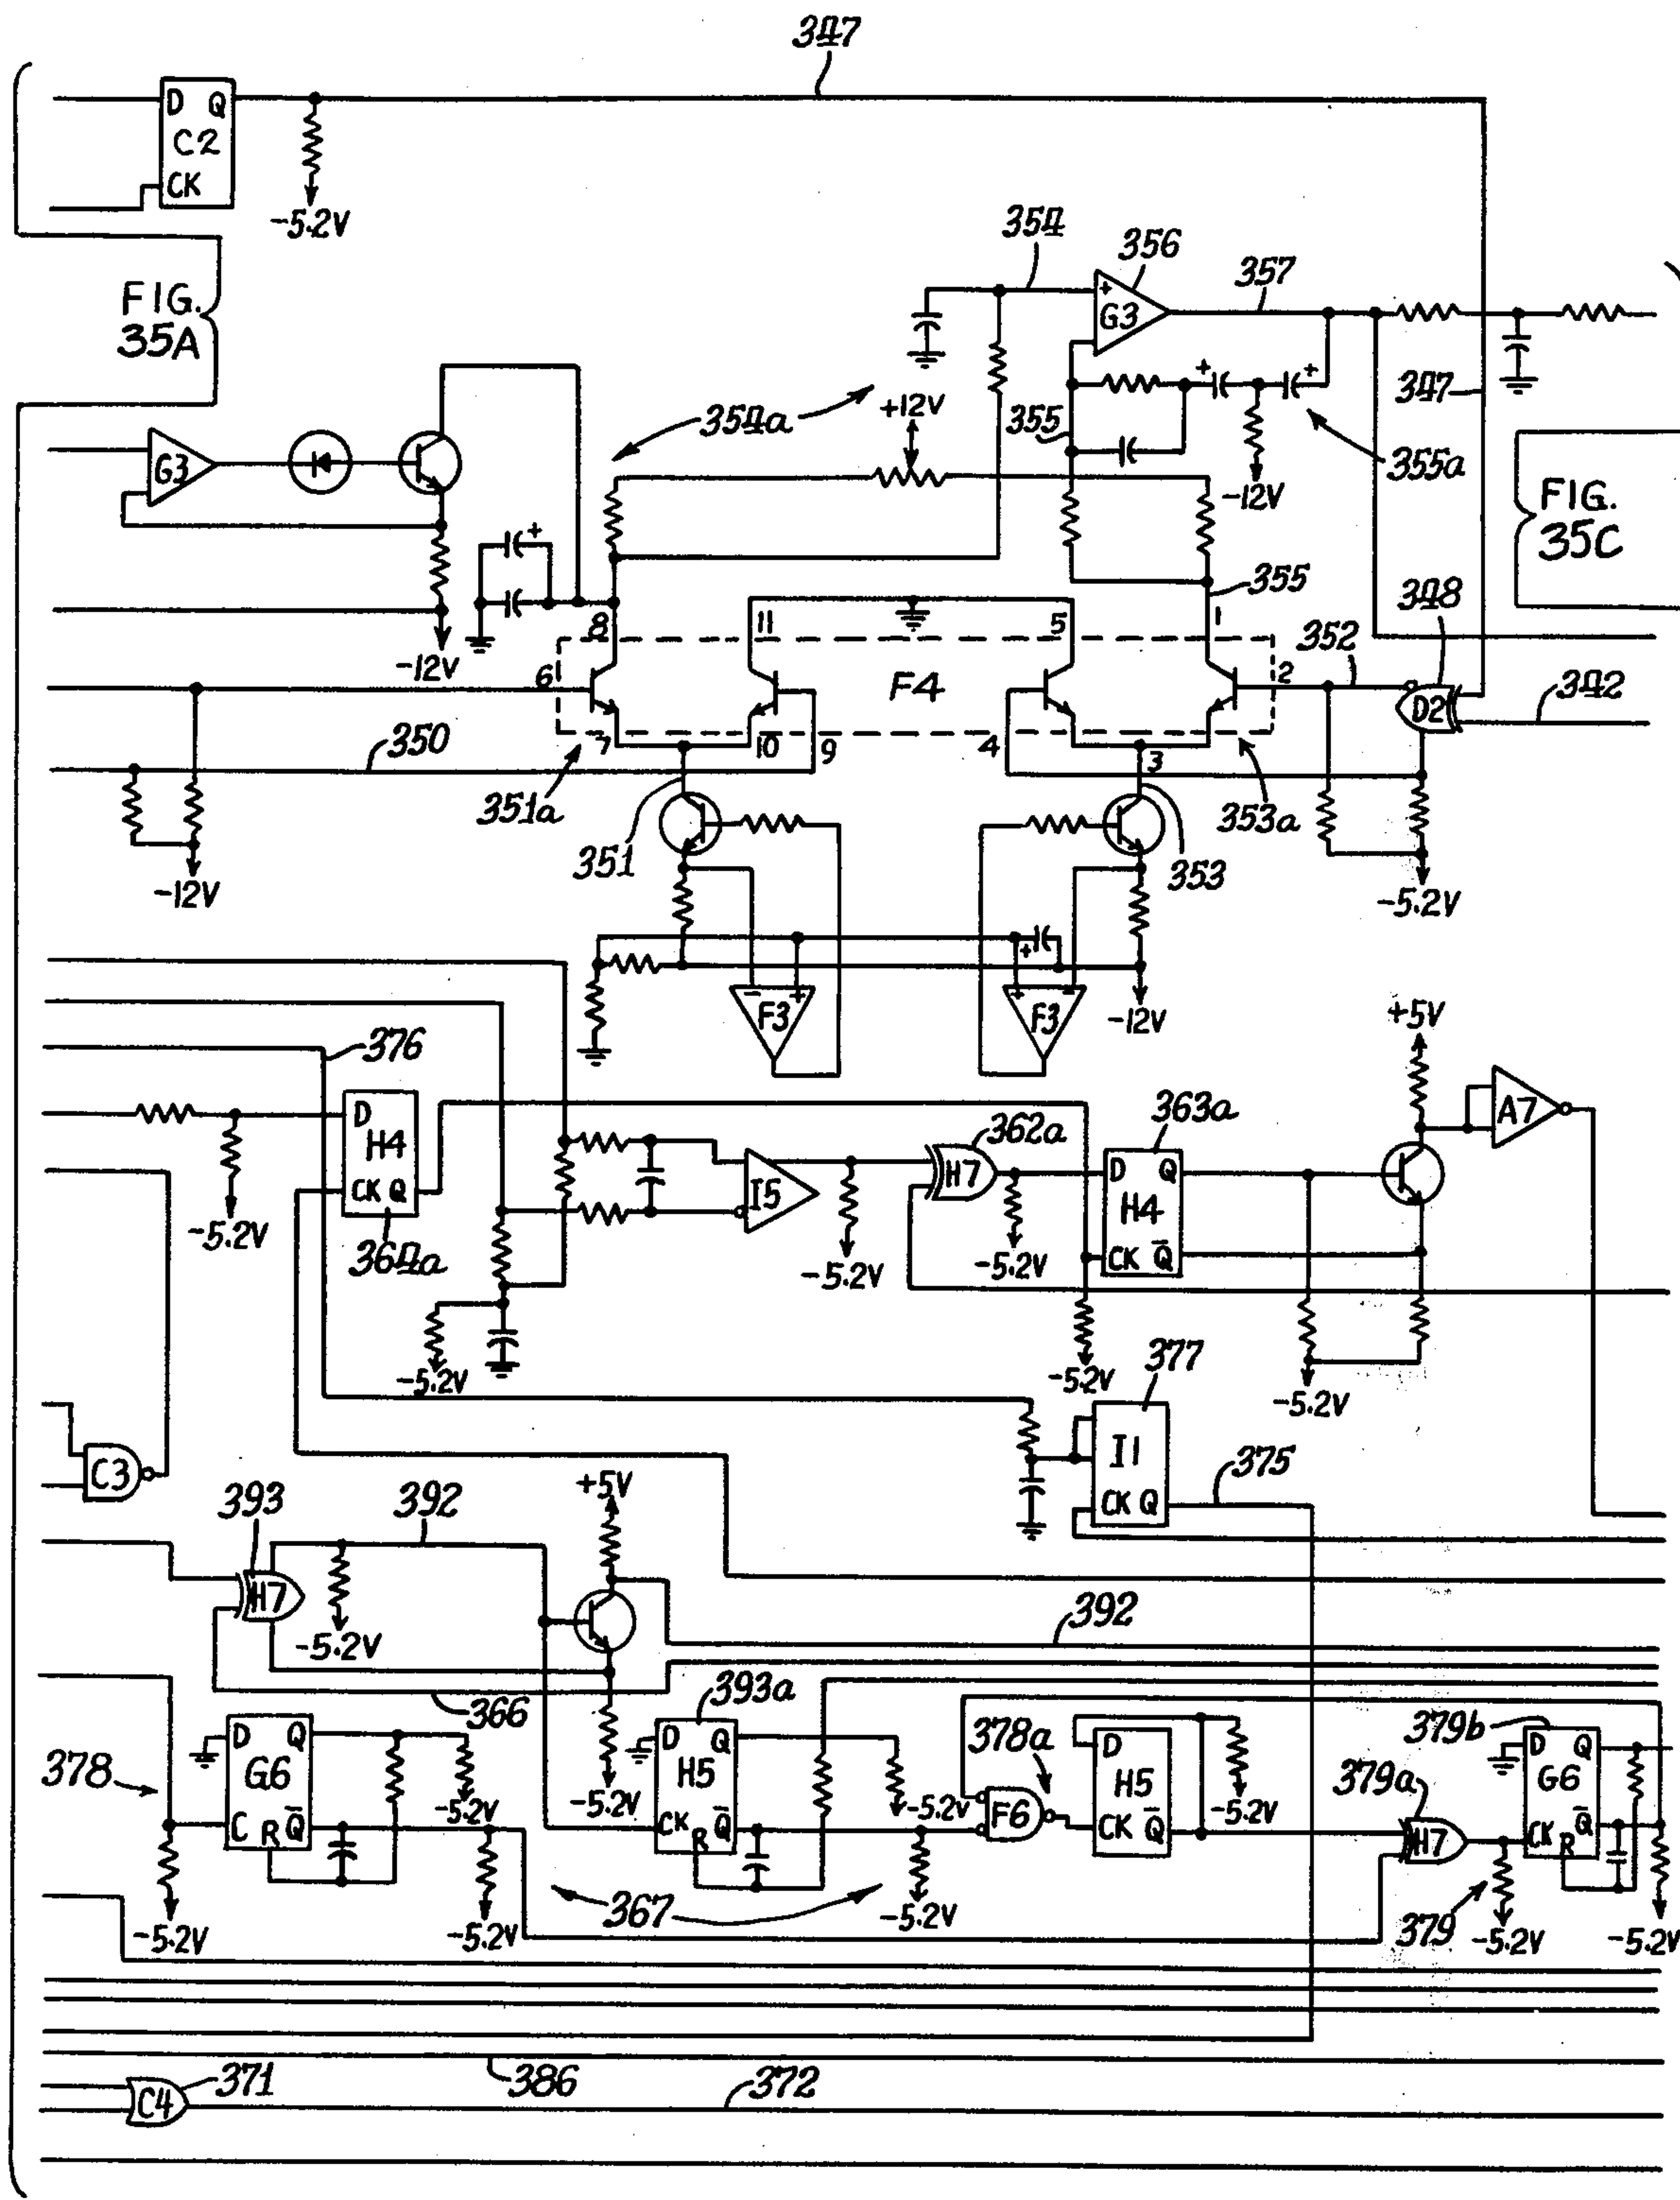 347
D Q
C2
CK
-5.2V
354
356
357
FIG.
35A
+
G3
354a
+12V
355
+ +
347
G3
-12V
355a
FIG.
35C
+
355
348
8 11 5 1
-12V
6 F4 2
352
D2
342
350
7 10 9 4 3
351a
353a
351
353
-12V
-5.2V
+
- + + -
F3 F3
-12V
+5V
376
D
H4
CK Q
364a
-5.2V
I5
362a
H7
363a
D Q
H4
CK Q̅
A7
-5.2V
-5.2V
-5.2V
-5.2V
-5.2V
377
I1
CK Q
375
C3
393
392
+5V
H7
-5.2V
392
366
393a
378
D Q
G6
C R Q̅
-5.2V
-5.2V
D Q
H5
CK R Q̅
-5.2V
378a
F6
D
H5
CK Q̅
-5.2V
379a
H7
379b
D Q
G6
CK R Q̅
-5.2V
-5.2V
367
-5.2V
379
-5.2V
-5.2V
371
C4
386
372